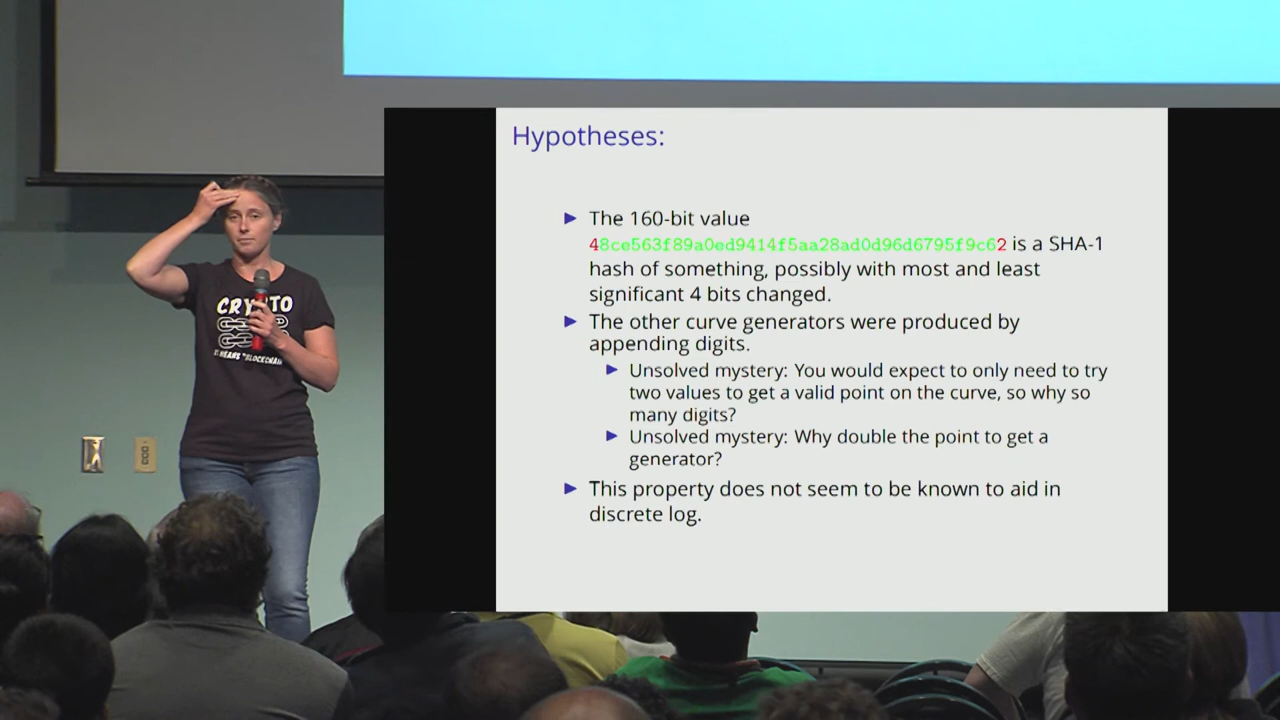 Hypotheses:
▶ The 160-bit value
48ce563f89a0ed9414f5aa28ad0d96d6795f9c62 is a SHA-1
hash of something, possibly with most and least
significant 4 bits changed.
▶ The other curve generators were produced by
appending digits.
▶ Unsolved mystery: You would expect to only need to try
two values to get a valid point on the curve, so why so
many digits?
▶ Unsolved mystery: Why double the point to get a
generator?
▶ This property does not seem to be known to aid in
discrete log.
CRYPTO
MEANS "BLOCKCHAIN"